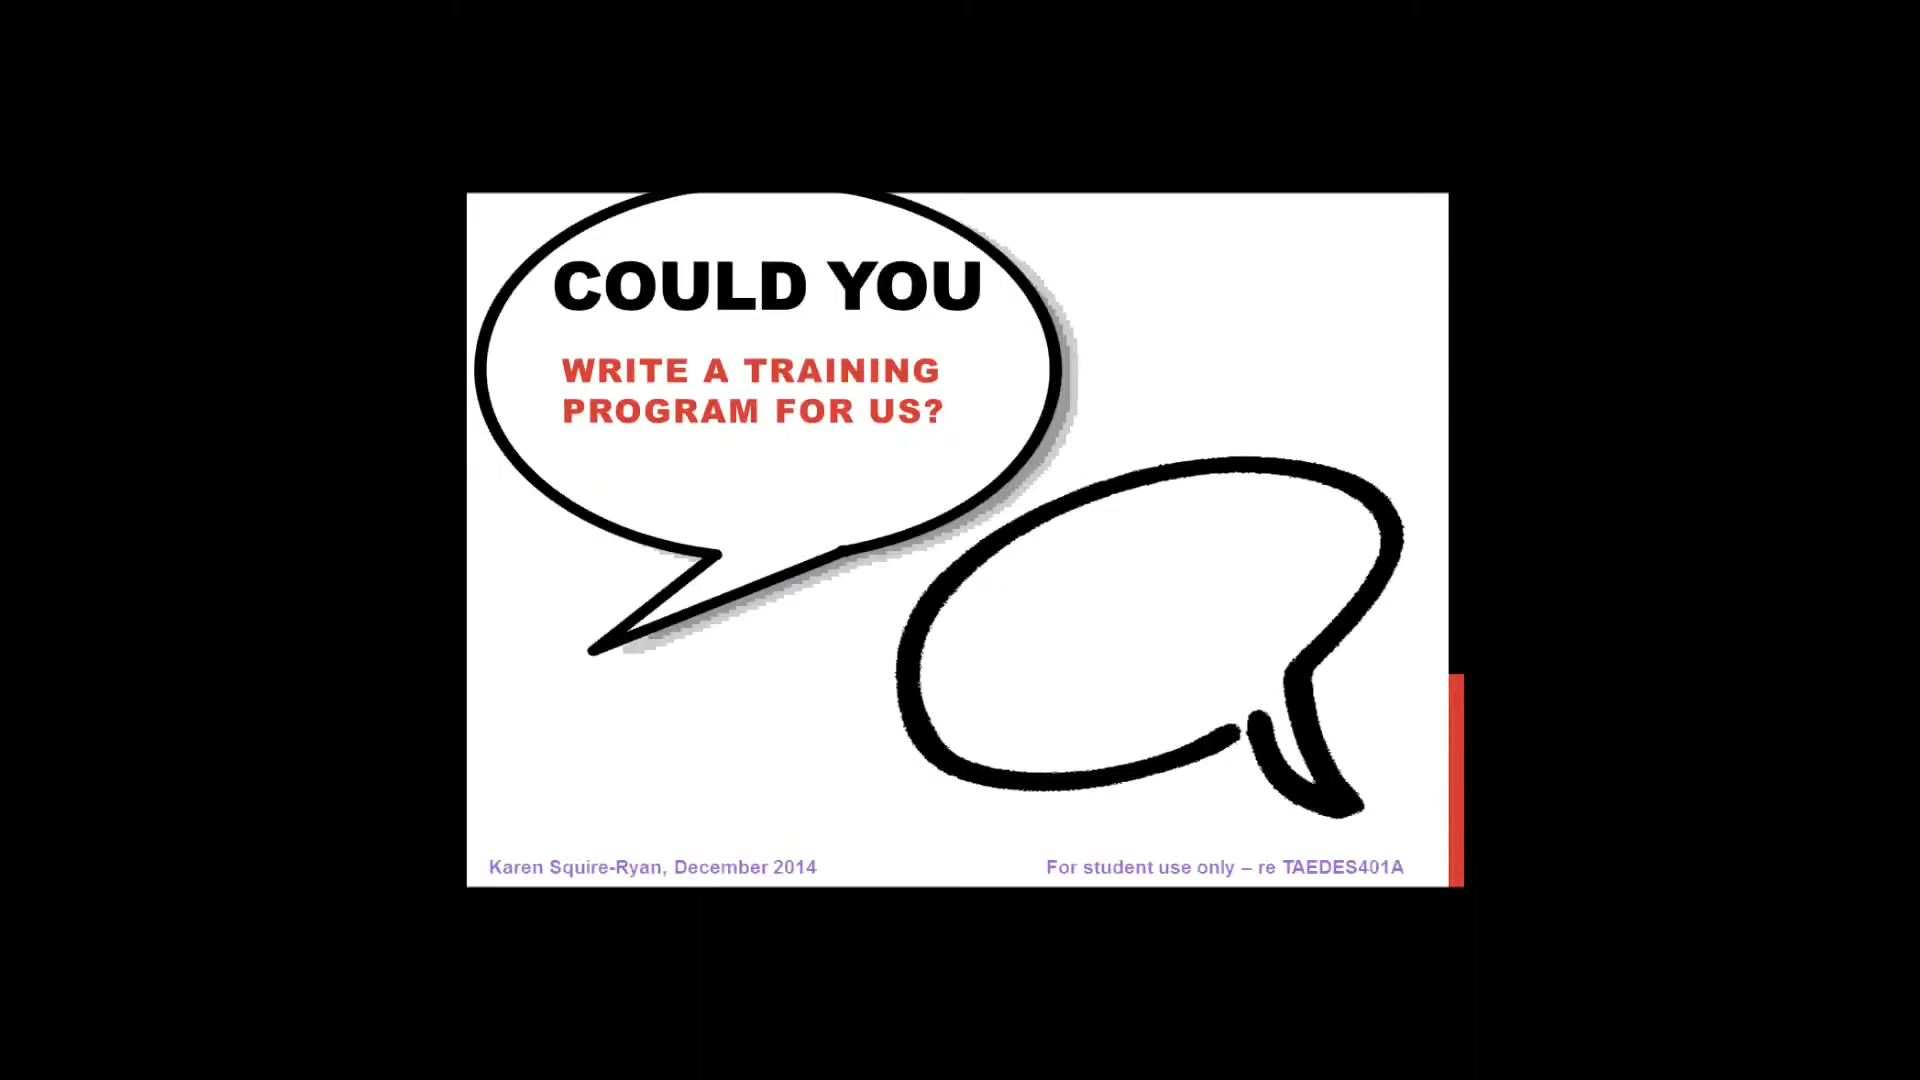 COULD YOU
WRITE A TRAINING
PROGRAM FOR US?
Karen Squire-Ryan, December 2014
For student use only – re TAEDES401A